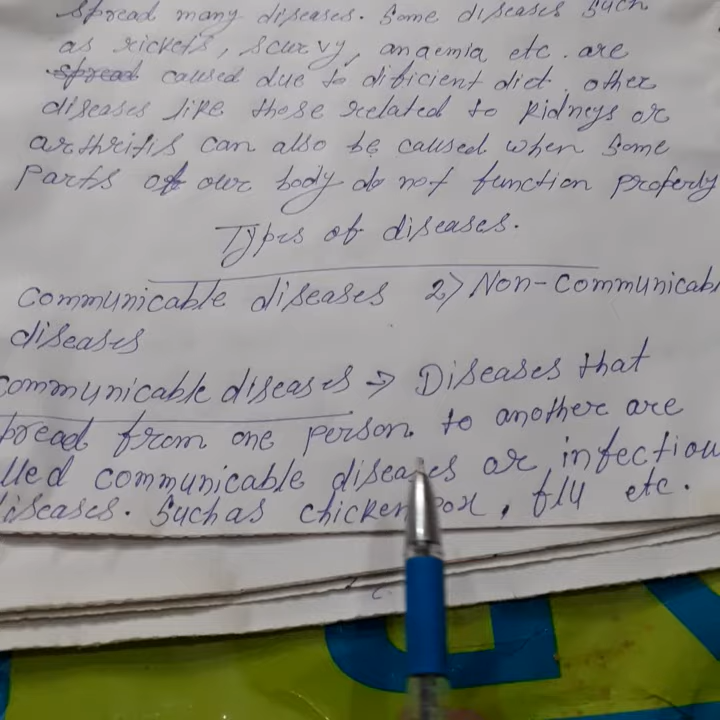 spread many diseases. Some diseases such
as rickets, scurvy, anaemia etc. are
spread caused due to dificient diet. other
diseases like those related to kidneys or
arthritis can also be caused when some
parts of our body do not function properly
Types of diseases.
communicable diseases 2) Non-communicab
diseases
communicable diseases → Diseases that
pread from one person to another are
lled communicable diseases or infectiou
diseases. Such as chicken pox, flu etc.